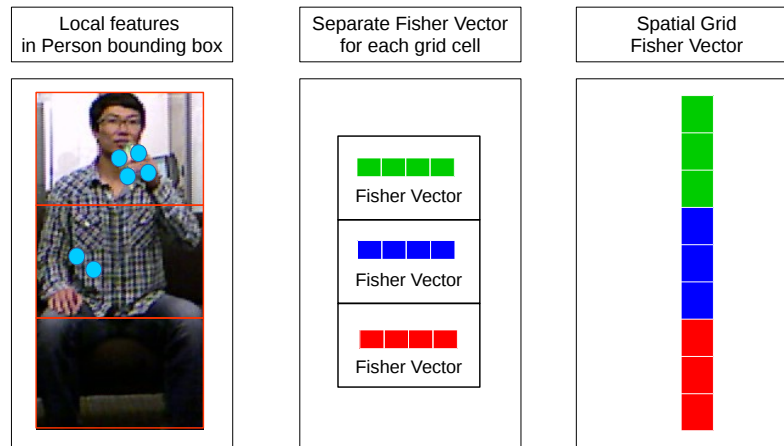 Local features
in Person bounding box
Separate Fisher Vector
for each grid cell
Spatial Grid
Fisher Vector
Fisher Vector
Fisher Vector
Fisher Vector